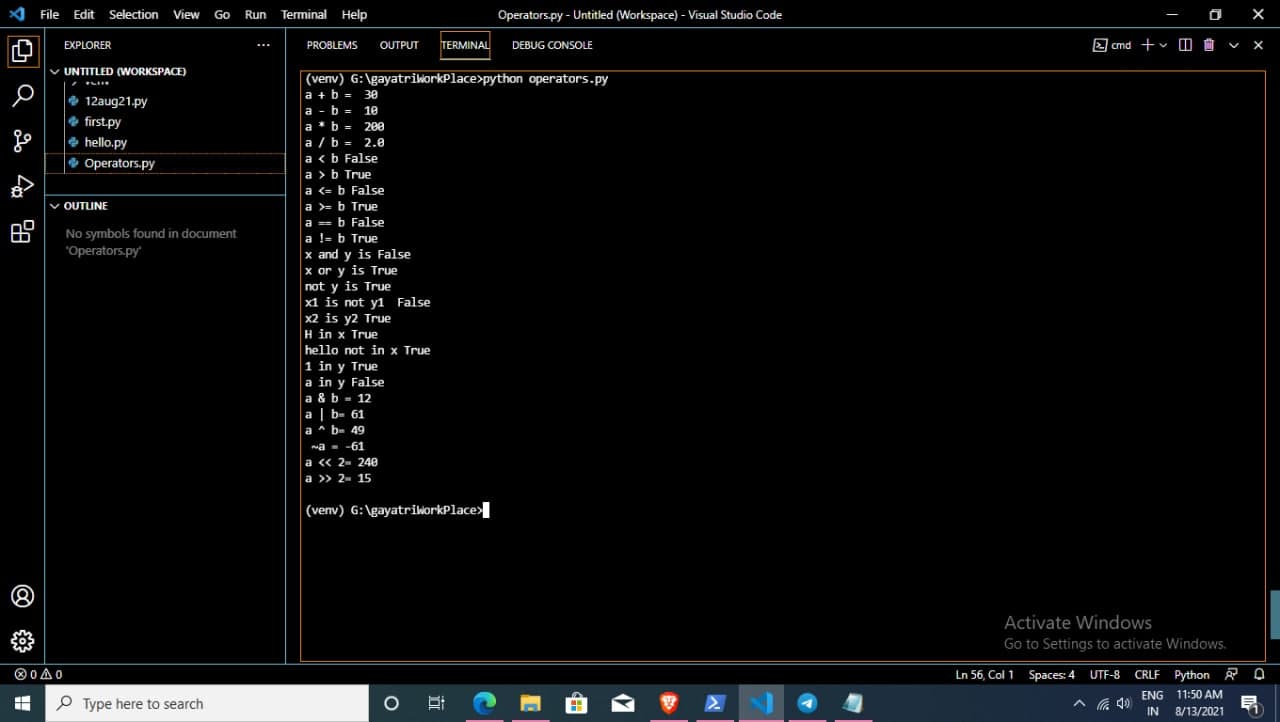 File Edit Selection View Go Run Terminal Help
Operators.py - Untitled (Workspace) - Visual Studio Code
EXPLORER
UNTITLED (WORKSPACE)
12aug21.py
first.py
hello.py
Operators.py
OUTLINE
No symbols found in document
'Operators.py'
PROBLEMS OUTPUT TERMINAL DEBUG CONSOLE
cmd
(venv) G:\gayatriWorkPlace>python operators.py
a + b =  30
a - b =  10
a * b =  200
a / b =  2.0
a < b False
a > b True
a <= b False
a >= b True
a == b False
a != b True
x and y is False
x or y is True
not y is True
x1 is not y1  False
x2 is y2 True
H in x True
hello not in x True
1 in y True
a in y False
a & b = 12
a | b= 61
a ^ b= 49
 ~a = -61
a << 2= 240
a >> 2= 15
(venv) G:\gayatriWorkPlace>
Activate Windows
Go to Settings to activate Windows.
0 0
Ln 56, Col 1 Spaces: 4 UTF-8 CRLF Python
Type here to search
ENG
IN
11:50 AM
8/13/2021
1